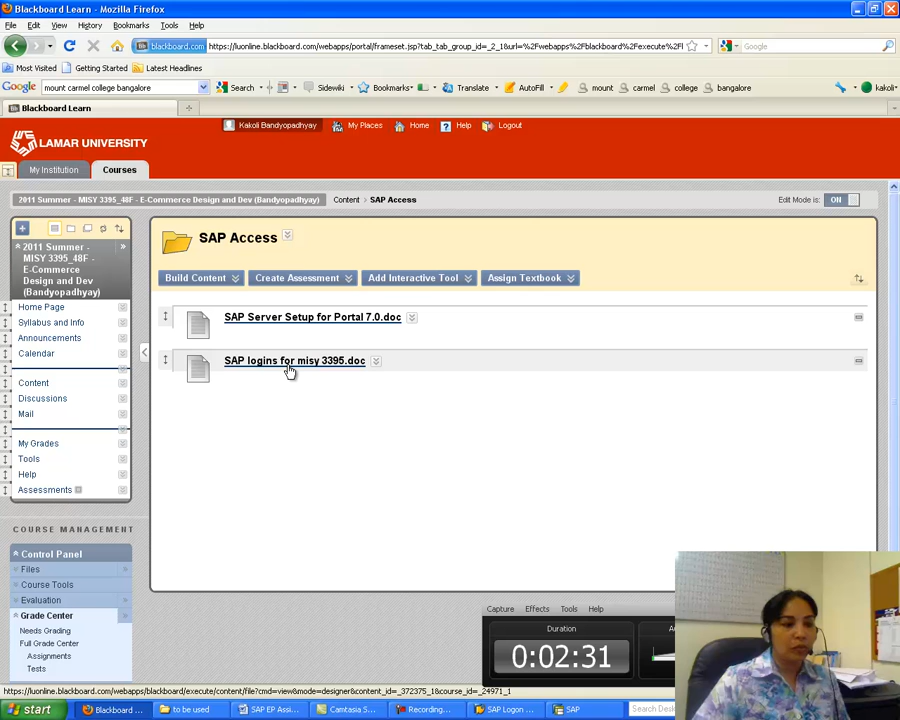 Blackboard Learn - Mozilla Firefox
File Edit View History Bookmarks Tools Help
blackboard.com https://luonline.blackboard.com/webapps/portal/frameset.jsp?tab_tab_group_id=_2_1&url=%2Fwebapps%2Fblackboard%2Fexecute%2Fl
Google
Most Visited Getting Started Latest Headlines
Google mount carmel college bangalore Search Sidewiki Bookmarks Translate AutoFill mount carmel college bangalore kakoli
Blackboard Learn
Kakoli Bandyopadhyay My Places Home Help Logout
LAMAR UNIVERSITY
My Institution Courses
2011 Summer - MISY 3395_48F - E-Commerce Design and Dev (Bandyopadhyay) Content > SAP Access Edit Mode is: ON
2011 Summer -
MISY 3395_48F -
E-Commerce
Design and Dev
(Bandyopadhyay)
Home Page
Syllabus and Info
Announcements
Calendar
Content
Discussions
Mail
My Grades
Tools
Help
Assessments
COURSE MANAGEMENT
Control Panel
Files
Course Tools
Evaluation
Grade Center
Needs Grading
Full Grade Center
Assignments
Tests
SAP Access
Build Content Create Assessment Add Interactive Tool Assign Textbook
SAP Server Setup for Portal 7.0.doc
SAP logins for misy 3395.doc
Capture Effects Tools Help
Duration
0:02:31
https://luonline.blackboard.com/webapps/blackboard/execute/content/file?cmd=view&mode=designer&content_id=_372375_1&course_id=_24971_1
start Blackboard ... to be used SAP EP Assi... Camtasia St... Recording... SAP Logon ... SAP Search Desk